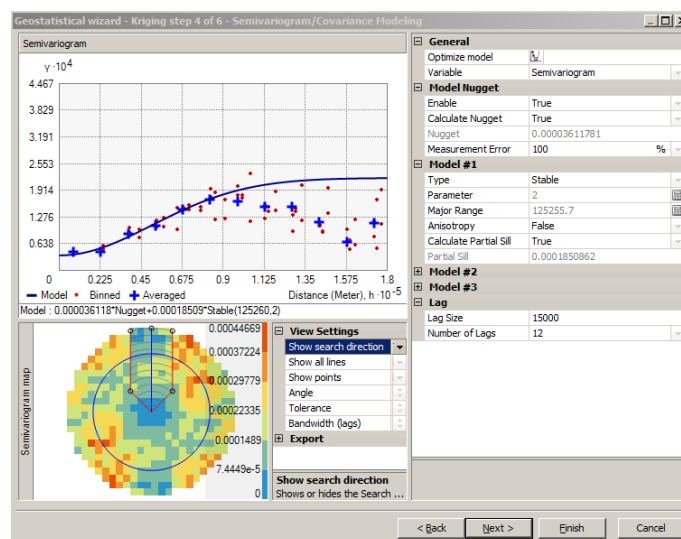 Geostatistical wizard - Kriging step 4 of 6 - Semivariogram/Covariance Modeling
Semivariogram
γ·10⁴
4.467
3.829
3.191
2.553
1.914
1.276
0.638
0 0.225 0.45 0.675 0.9 1.125 1.35 1.575 1.8
Model Binned Averaged Distance (Meter), h·10⁻⁵
Model : 0.000036118*Nugget+0.00018509*Stable(125260,2)
General
Optimize model
Variable Semivariogram
Model Nugget
Enable True
Calculate Nugget True
Nugget 0.00003611781
Measurement Error 100 %
Model #1
Type Stable
Parameter 2
Major Range 125255.7
Anisotropy False
Calculate Partial Sill True
Partial Sill 0.0001850862
Model #2
Model #3
Lag
Lag Size 15000
Number of Lags 12
Semivariogram map
0.00044669
0.00037224
0.00029779
0.00022335
0.0001489
7.4449e-5
0
View Settings
Show search direction
Show all lines
Show points
Angle
Tolerance
Bandwidth (lags)
Export
Show search direction
Shows or hides the Search ...
< Back Next > Finish Cancel